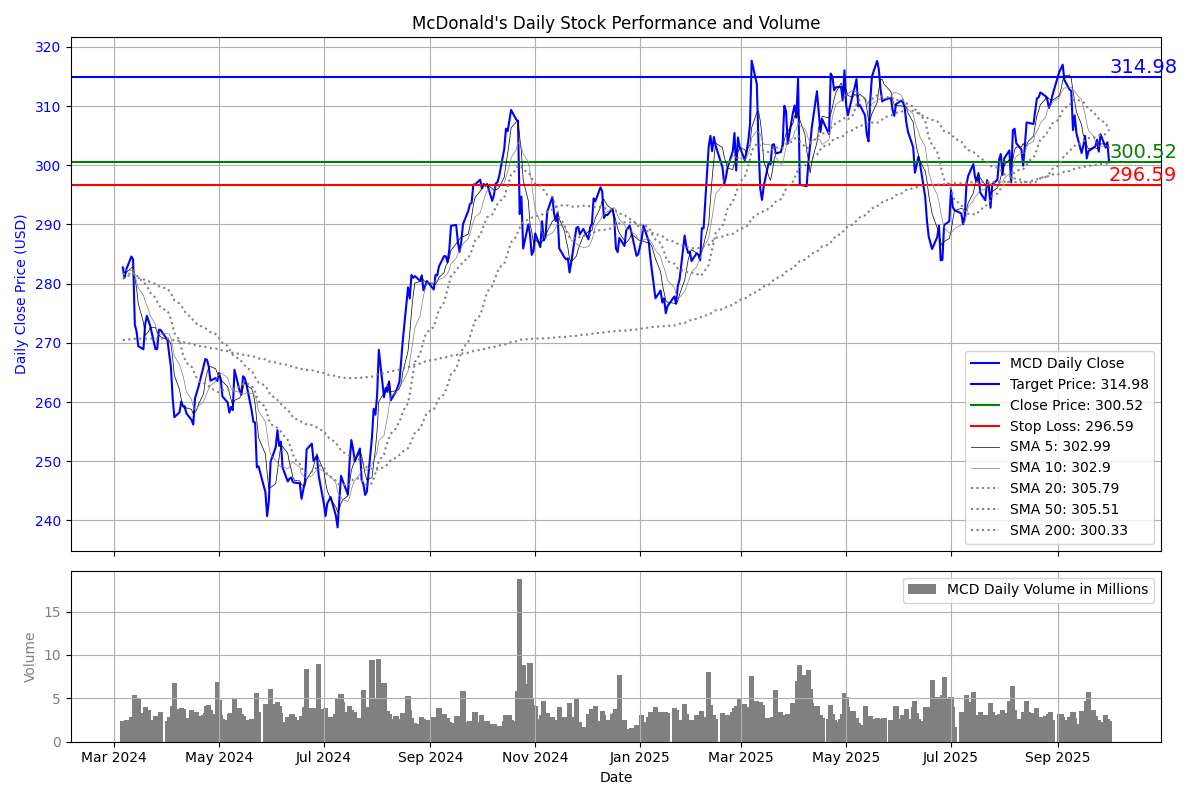 McDonald's Daily Stock Performance and Volume
Daily Close Price (USD)
320
310
300
290
280
270
260
250
240
314.98
300.52
296.59
MCD Daily Close
Target Price: 314.98
Close Price: 300.52
Stop Loss: 296.59
SMA 5: 302.99
SMA 10: 302.9
SMA 20: 305.79
SMA 50: 305.51
SMA 200: 300.33
Volume
15
10
5
0
MCD Daily Volume in Millions
Mar 2024 May 2024 Jul 2024 Sep 2024 Nov 2024 Jan 2025 Mar 2025 May 2025 Jul 2025 Sep 2025
Date